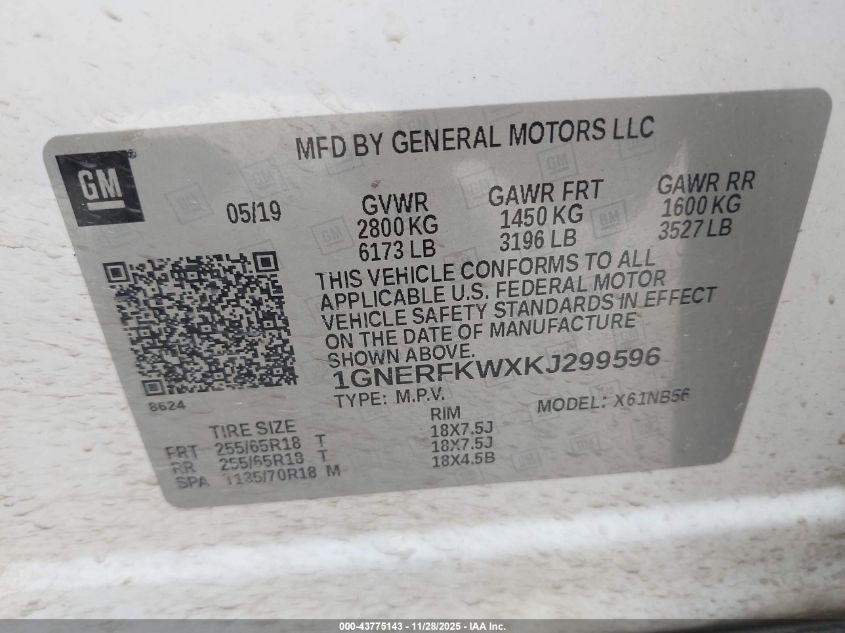 MFD BY GENERAL MOTORS LLC
GM
05/19
GVWR
2800 KG
6173 LB
GAWR FRT
1450 KG
3196 LB
GAWR RR
1600 KG
3527 LB
THIS VEHICLE CONFORMS TO ALL
APPLICABLE U.S. FEDERAL MOTOR
VEHICLE SAFETY STANDARDS IN EFFECT
ON THE DATE OF MANUFACTURE
SHOWN ABOVE.
1GNERFKWXKJ299596
TYPE: M.P.V.
MODEL: X61NB56
8624
TIRE SIZE
RIM
FRT 255/65R18 T 18X7.5J
RR 255/65R18 T 18X7.5J
SPA T135/70R18 M 18X4.5B
000-43775143 - 11/28/2025 - IAA Inc.